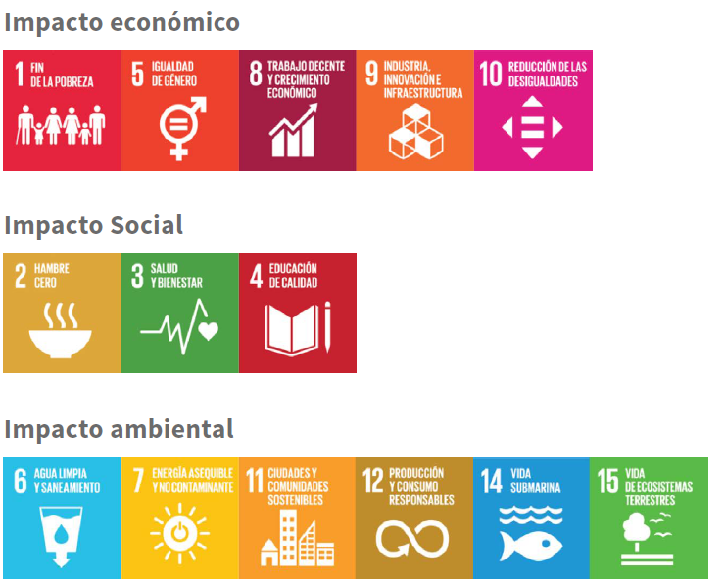 Impacto económico
1 FIN
DE LA POBREZA
5 IGUALDAD
DE GÉNERO
8 TRABAJO DECENTE
Y CRECIMIENTO
ECONÓMICO
9 INDUSTRIA,
INNOVACIÓN E
INFRAESTRUCTURA
10 REDUCCIÓN DE LAS
DESIGUALDADES
Impacto Social
2 HAMBRE
CERO
3 SALUD
Y BIENESTAR
4 EDUCACIÓN
DE CALIDAD
Impacto ambiental
6 AGUA LIMPIA
Y SANEAMIENTO
7 ENERGÍA ASEQUIBLE
Y NO CONTAMINANTE
11 CIUDADES Y
COMUNIDADES
SOSTENIBLES
12 PRODUCCIÓN
Y CONSUMO
RESPONSABLES
14 VIDA
SUBMARINA
15 VIDA
DE ECOSISTEMAS
TERRESTRES